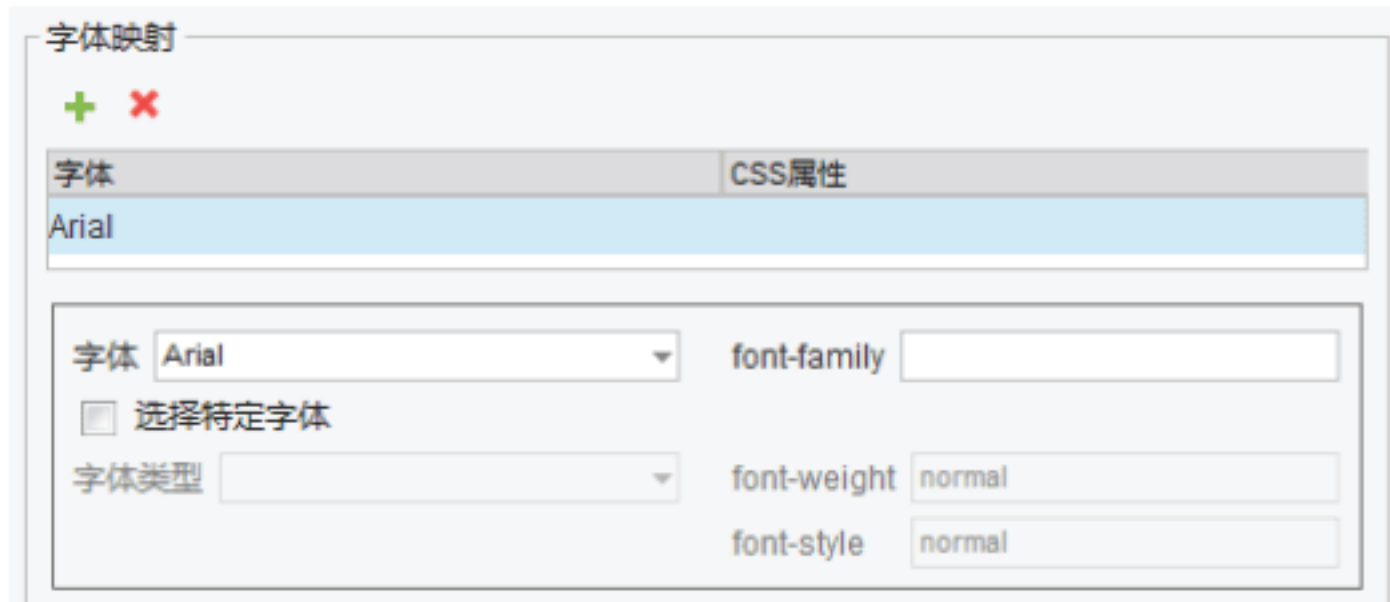 字体映射
字体 CSS属性
Arial
字体 Arial font-family
选择特定字体
字体类型 font-weight normal
font-style normal